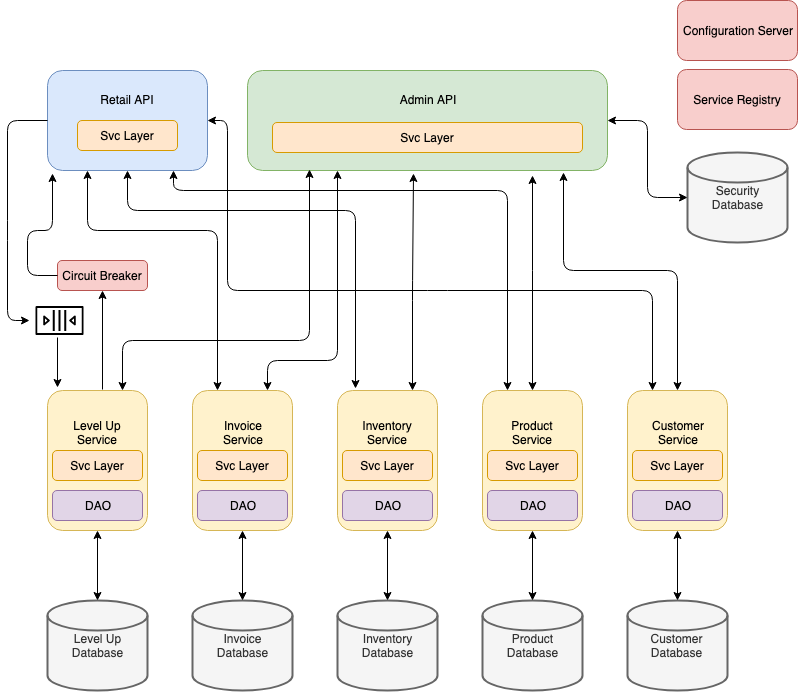 Configuration Server
Retail API
Svc Layer
Admin API
Svc Layer
Service Registry
Security
Database
Circuit Breaker
Level Up
Service
Svc Layer
DAO
Invoice
Service
Svc Layer
DAO
Inventory
Service
Svc Layer
DAO
Product
Service
Svc Layer
DAO
Customer
Service
Svc Layer
DAO
Level Up
Database
Invoice
Database
Inventory
Database
Product
Database
Customer
Database